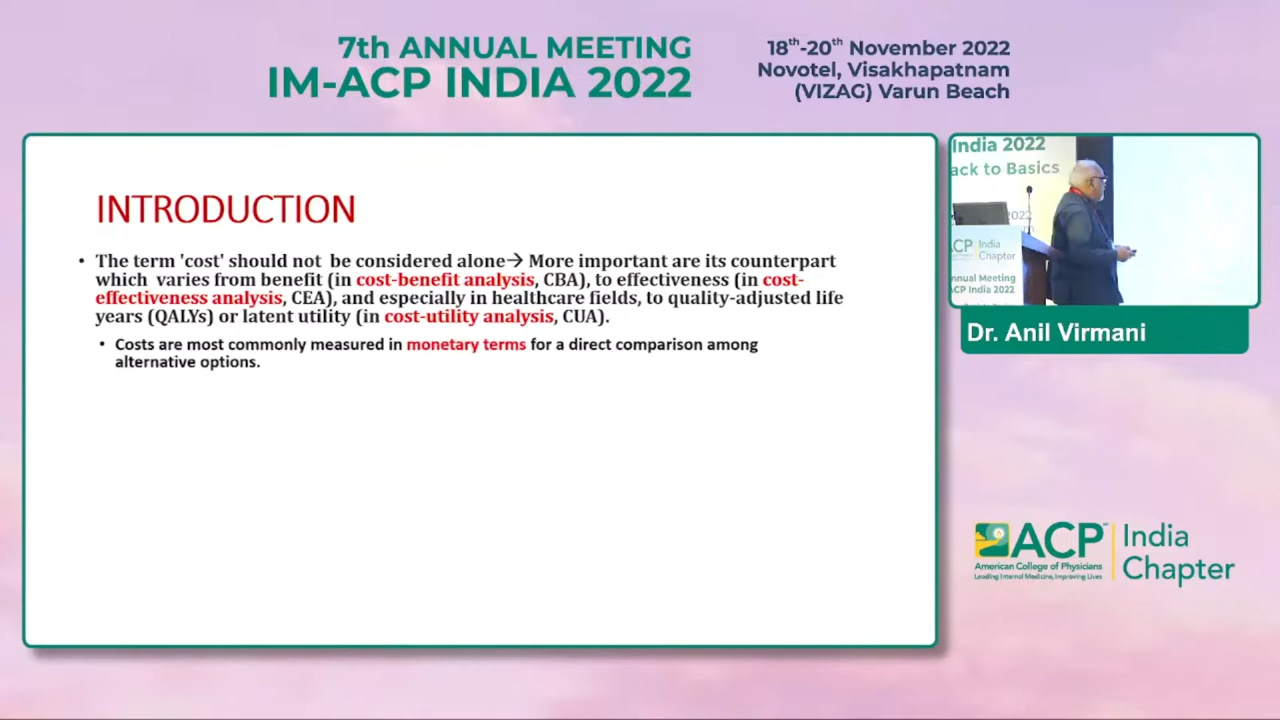 7th ANNUAL MEETING
IM-ACP INDIA 2022
18th-20th November 2022
Novotel, Visakhapatnam
(VIZAG) Varun Beach
INTRODUCTION
• The term 'cost' should not be considered alone→ More important are its counterpart
which varies from benefit (in cost-benefit analysis, CBA), to effectiveness (in cost-
effectiveness analysis, CEA), and especially in healthcare fields, to quality-adjusted life
years (QALYs) or latent utility (in cost-utility analysis, CUA).
• Costs are most commonly measured in monetary terms for a direct comparison among
alternative options.
India 2022
ack to Basics
2022
CP India
Chapter
nnual Meeting
ACP India 2022
Dr. Anil Virmani
ACP
American College of Physicians
Leading Internal Medicine, Improving Lives
India
Chapter